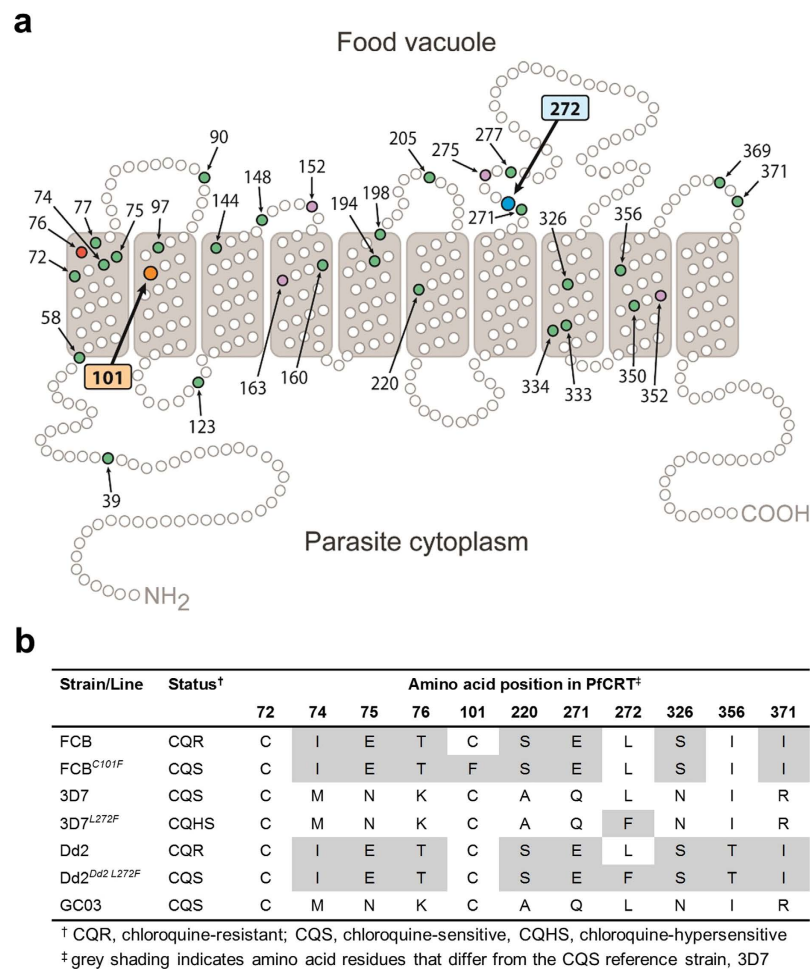 a
Food vacuole
90
272
205
277
275
369
371
152
148
74
77
75
97
144
194
198
76
72
271
326
356
58
101
163
160
220
334
333
350
352
123
39
COOH
Parasite cytoplasm
NH2
b
Strain/Line Status† Amino acid position in PfCRT‡
72 74 75 76 101 220 271 272 326 356 371
FCB CQR C I E T C S E L S I I
FCB^C101F CQS C I E T F S E L S I I
3D7 CQS C M N K C A Q L N I R
3D7^L272F CQHS C M N K C A Q F N I R
Dd2 CQR C I E T C S E L S T I
Dd2^Dd2 L272F CQS C I E T C S E F S T I
GC03 CQS C M N K C A Q L N I R
† CQR, chloroquine-resistant; CQS, chloroquine-sensitive, CQHS, chloroquine-hypersensitive
‡ grey shading indicates amino acid residues that differ from the CQS reference strain, 3D7